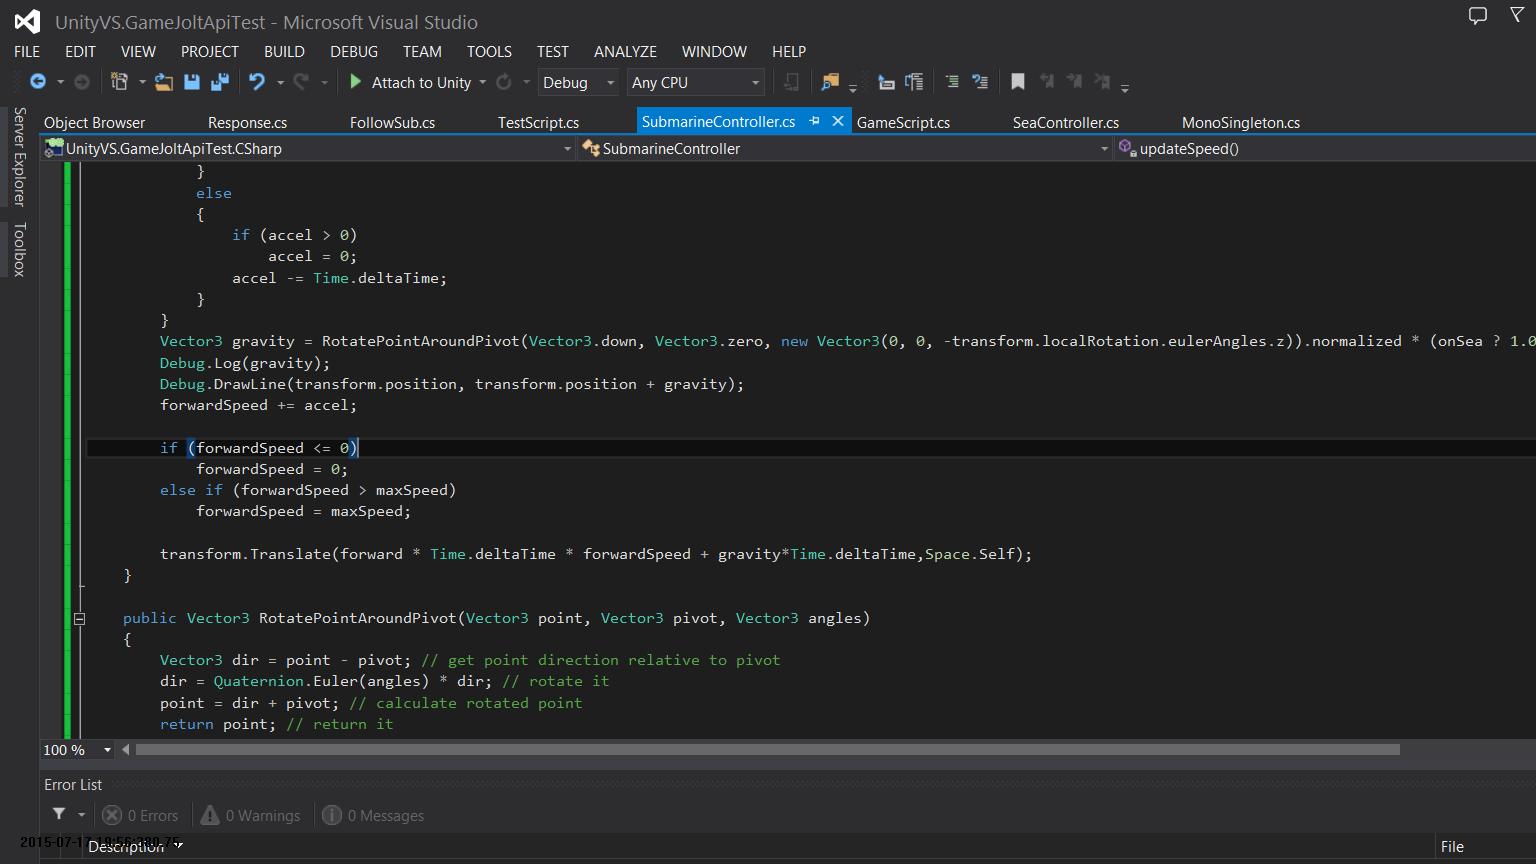 UnityVS.GameJoltApiTest - Microsoft Visual Studio
FILE EDIT VIEW PROJECT BUILD DEBUG TEAM TOOLS TEST ANALYZE WINDOW HELP
Attach to Unity Debug Any CPU
Server Explorer
Toolbox
Object Browser Response.cs FollowSub.cs TestScript.cs SubmarineController.cs GameScript.cs SeaController.cs MonoSingleton.cs
UnityVS.GameJoltApiTest.CSharp SubmarineController updateSpeed()
}
else
{
if (accel > 0)
accel = 0;
accel -= Time.deltaTime;
}
}
Vector3 gravity = RotatePointAroundPivot(Vector3.down, Vector3.zero, new Vector3(0, 0, -transform.localRotation.eulerAngles.z)).normalized * (onSea ? 1.0
Debug.Log(gravity);
Debug.DrawLine(transform.position, transform.position + gravity);
forwardSpeed += accel;
if (forwardSpeed <= 0)
forwardSpeed = 0;
else if (forwardSpeed > maxSpeed)
forwardSpeed = maxSpeed;
transform.Translate(forward * Time.deltaTime * forwardSpeed + gravity*Time.deltaTime,Space.Self);
}
public Vector3 RotatePointAroundPivot(Vector3 point, Vector3 pivot, Vector3 angles)
{
Vector3 dir = point - pivot; // get point direction relative to pivot
dir = Quaternion.Euler(angles) * dir; // rotate it
point = dir + pivot; // calculate rotated point
return point; // return it
100 %
Error List
0 Errors 0 Warnings 0 Messages
Description File